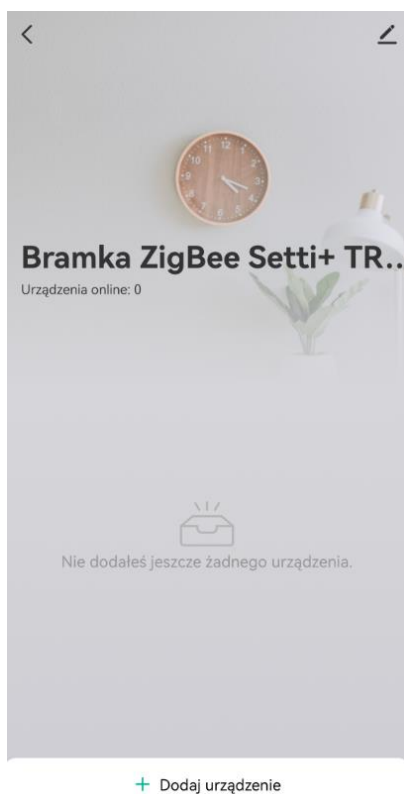 Bramka ZigBee Setti+ TR..
Urządzenia online: 0
Nie dodałeś jeszcze żadnego urządzenia.
+ Dodaj urządzenie